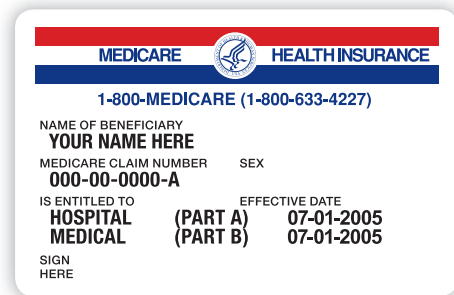 MEDICARE HEALTH INSURANCE
1-800-MEDICARE (1-800-633-4227)
NAME OF BENEFICIARY
YOUR NAME HERE
MEDICARE CLAIM NUMBER SEX
000-00-0000-A
IS ENTITLED TO EFFECTIVE DATE
HOSPITAL (PART A) 07-01-2005
MEDICAL (PART B) 07-01-2005
SIGN
HERE